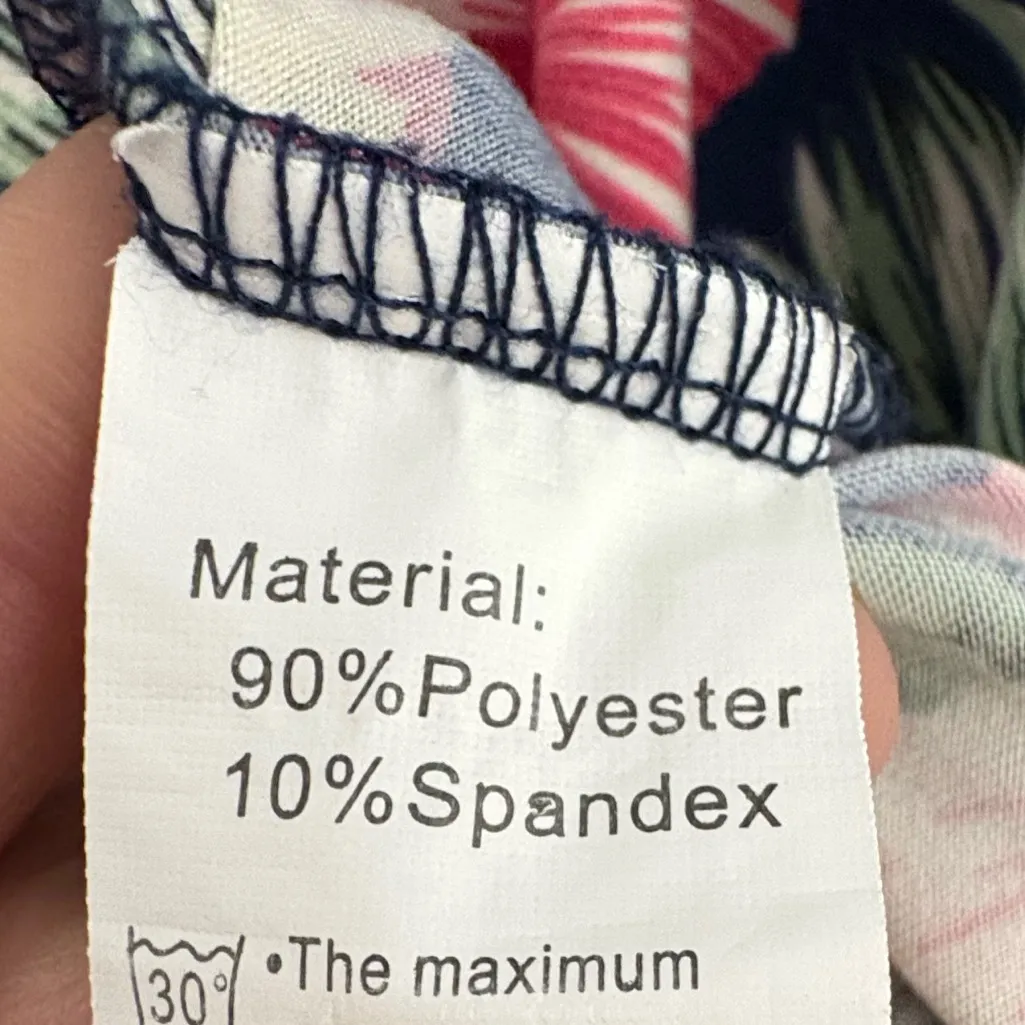 Material:
90%Polyester
10%Spandex
30° •The maximum